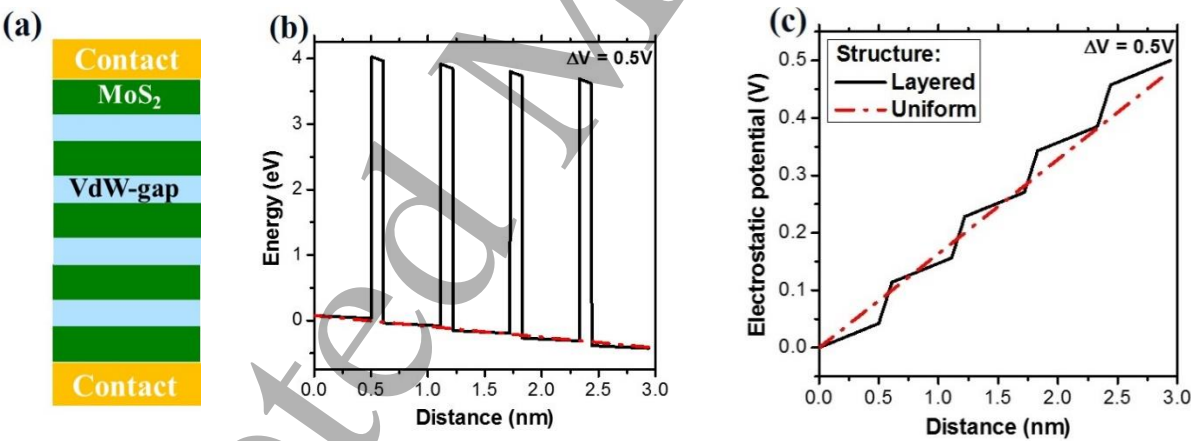 (a)
Contact
MoS₂
VdW-gap
Contact
(b)
ΔV = 0.5V
Energy (eV)
4
3
2
1
0
0.0 0.5 1.0 1.5 2.0 2.5 3.0
Distance (nm)
(c)
ΔV = 0.5V
Structure:
Layered
Uniform
Electrostatic potential (V)
0.5
0.4
0.3
0.2
0.1
0.0
0.0 0.5 1.0 1.5 2.0 2.5 3.0
Distance (nm)